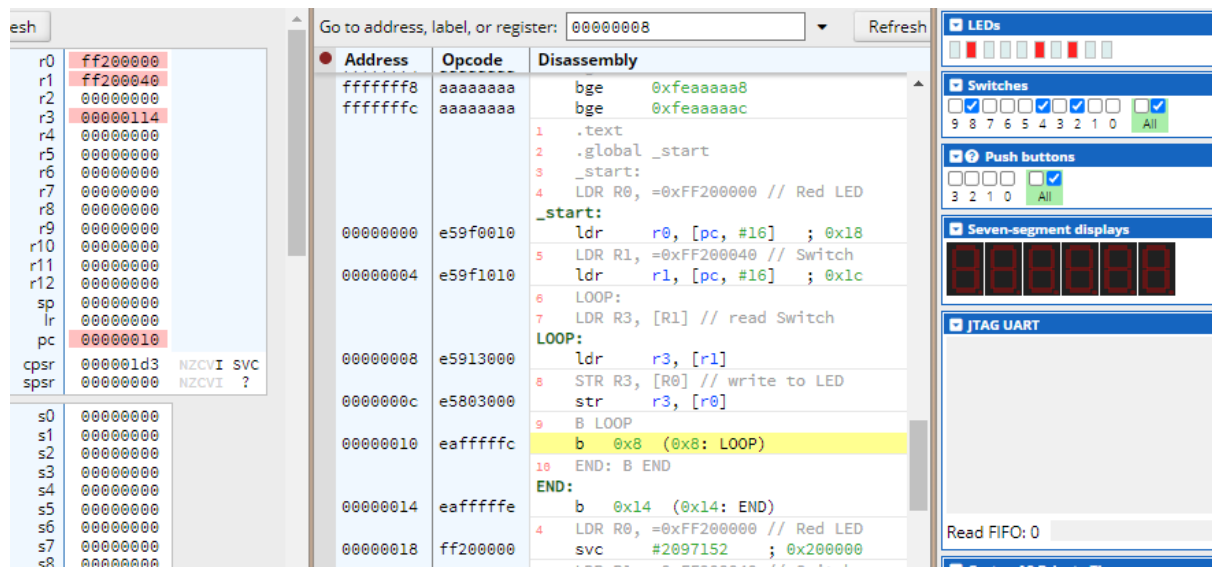 esh
r0 ff200000
r1 ff200040
r2 00000000
r3 00000114
r4 00000000
r5 00000000
r6 00000000
r7 00000000
r8 00000000
r9 00000000
r10 00000000
r11 00000000
r12 00000000
sp 00000000
lr 00000000
pc 00000010
cpsr 000001d3 NZCVI SVC
spsr 00000000 NZCVI ?
s0 00000000
s1 00000000
s2 00000000
s3 00000000
s4 00000000
s5 00000000
s6 00000000
s7 00000000
s8 00000000
Go to address, label, or register: 00000008 Refresh
Address Opcode Disassembly
fffffff8 aaaaaaaa bge 0xfeaaaaa8
fffffffc aaaaaaaa bge 0xfeaaaaac
1 .text
2 .global _start
3 _start:
4 LDR R0, =0xFF200000 // Red LED
_start:
00000000 e59f0010 ldr r0, [pc, #16] ; 0x18
5 LDR R1, =0xFF200040 // Switch
00000004 e59f1010 ldr r1, [pc, #16] ; 0x1c
6 LOOP:
7 LDR R3, [R1] // read Switch
LOOP:
00000008 e5913000 ldr r3, [r1]
8 STR R3, [R0] // write to LED
0000000c e5803000 str r3, [r0]
9 B LOOP
00000010 eafffffc b 0x8 (0x8: LOOP)
10 END: B END
END:
00000014 eafffffe b 0x14 (0x14: END)
4 LDR R0, =0xFF200000 // Red LED
00000018 ff200000 svc #2097152 ; 0x200000
LEDs
Switches
9 8 7 6 5 4 3 2 1 0 All
Push buttons
3 2 1 0 All
Seven-segment displays
JTAG UART
Read FIFO: 0